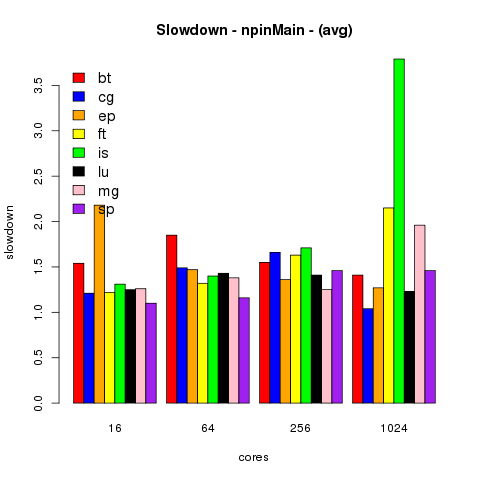 Slowdown - npinMain - (avg)
bt
cg
ep
ft
is
lu
mg
sp
slowdown
3.5
3.0
2.5
2.0
1.5
1.0
0.5
0.0
16 64 256 1024
cores